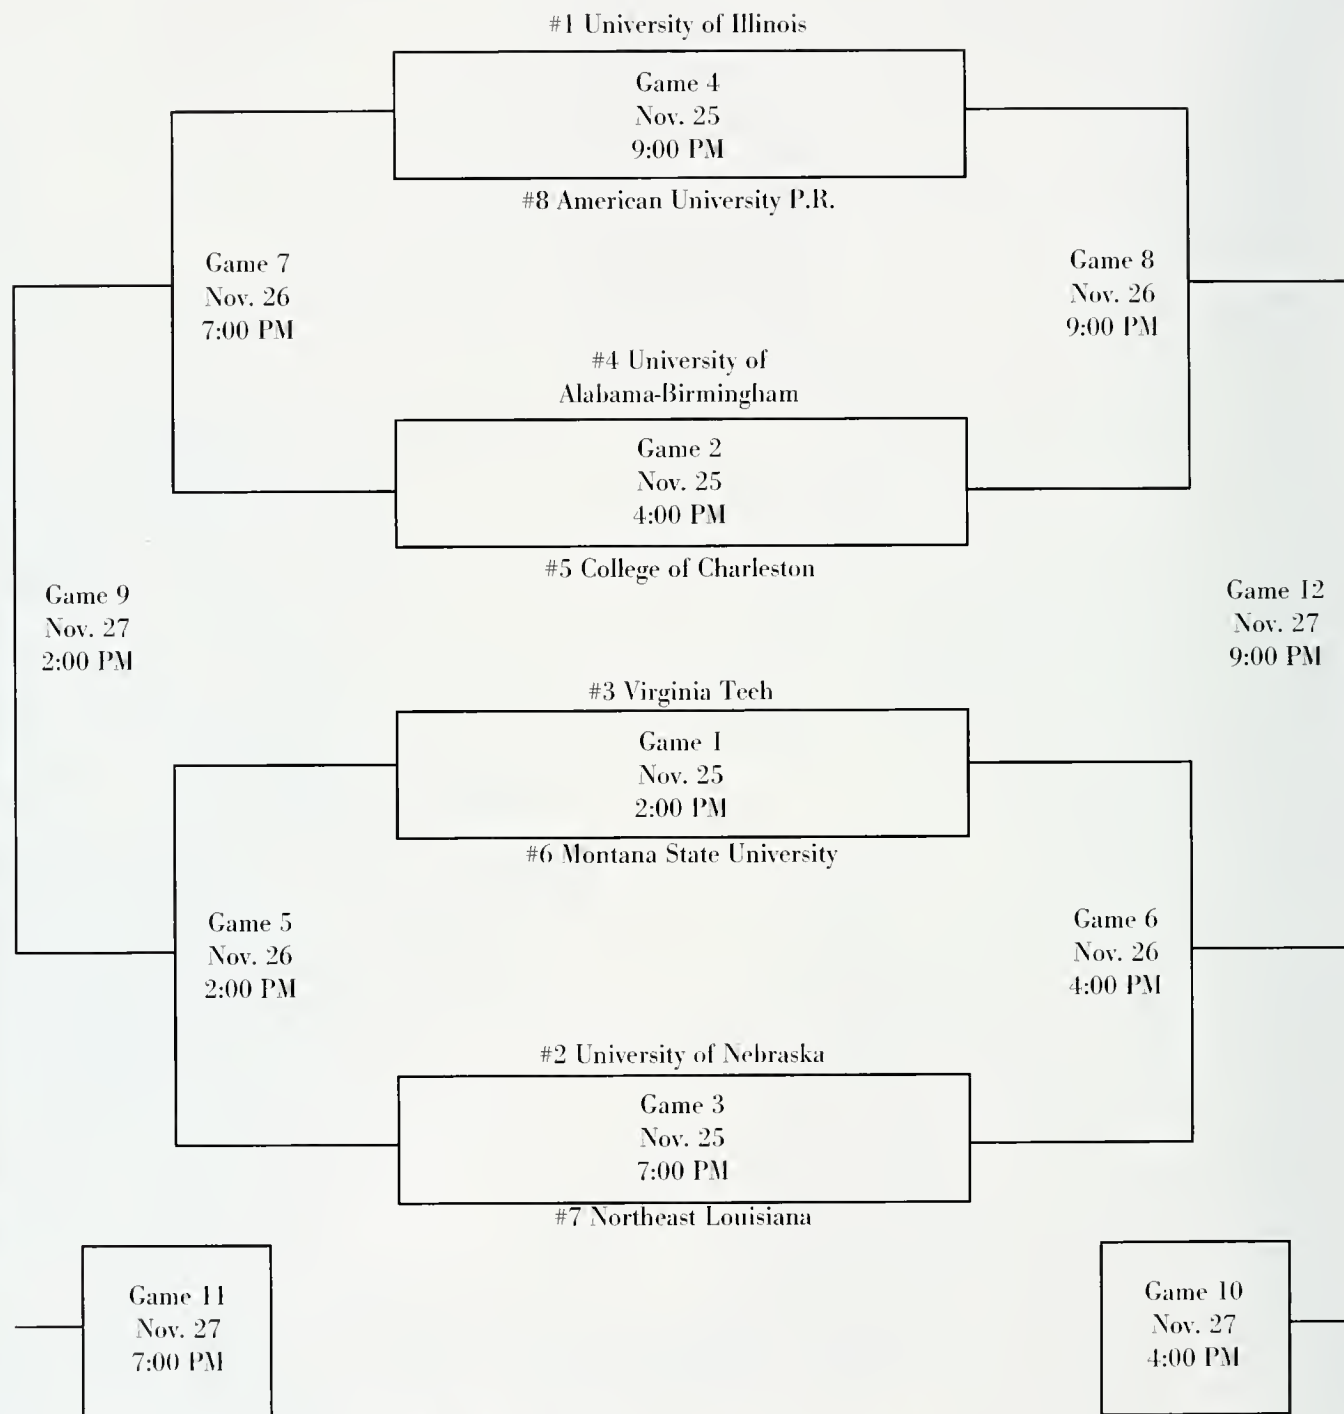 #1 University of Illinois
Game 4
Nov. 25
9:00 PM
#8 American University P.R.
Game 7
Nov. 26
7:00 PM
Game 8
Nov. 26
9:00 PM
#4 University of
Alabama-Birmingham
Game 2
Nov. 25
4:00 PM
#5 College of Charleston
Game 9
Nov. 27
2:00 PM
Game 12
Nov. 27
9:00 PM
#3 Virginia Tech
Game 1
Nov. 25
2:00 PM
#6 Montana State University
Game 5
Nov. 26
2:00 PM
Game 6
Nov. 26
4:00 PM
#2 University of Nebraska
Game 3
Nov. 25
7:00 PM
#7 Northeast Louisiana
Game 11
Nov. 27
7:00 PM
Game 10
Nov. 27
4:00 PM